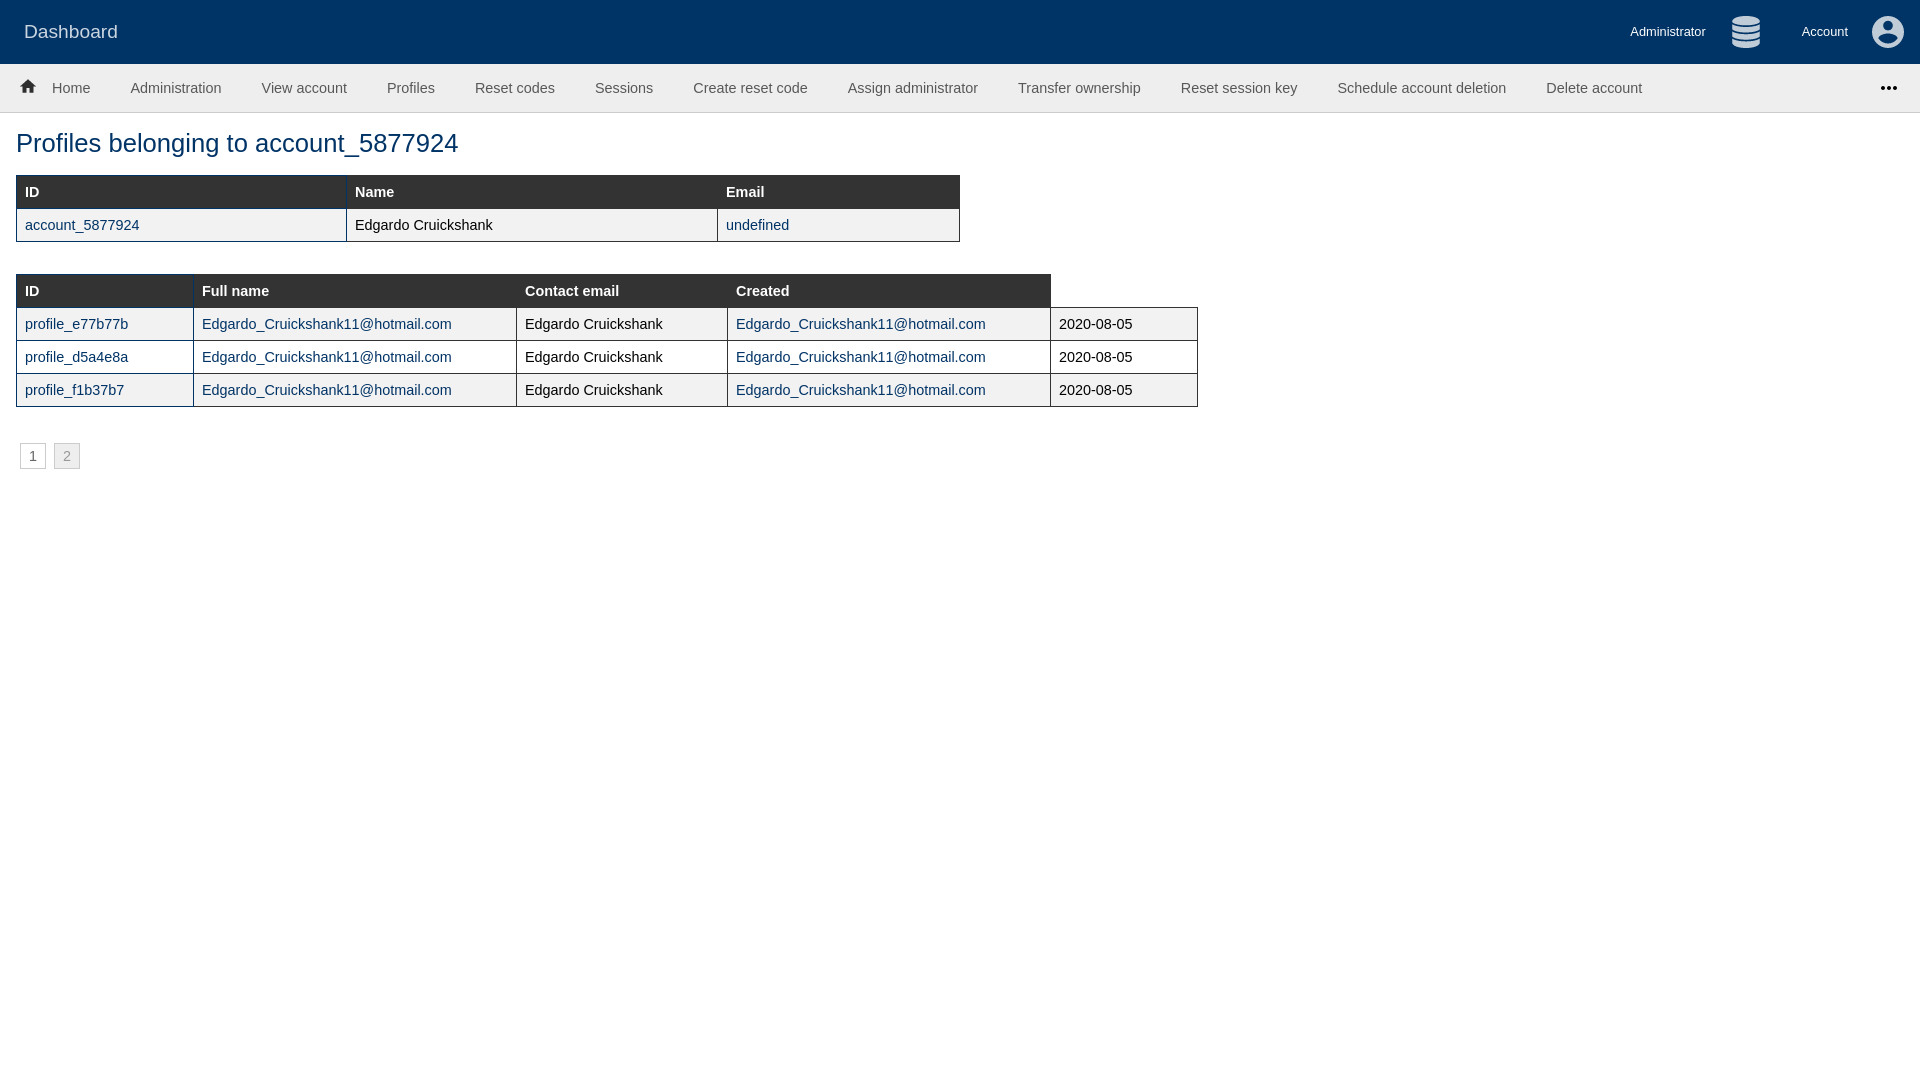 Dashboard Administrator Account
Home Administration View account Profiles Reset codes Sessions Create reset code Assign administrator Transfer ownership Reset session key Schedule account deletion Delete account
Profiles belonging to account_5877924
ID Name Email
account_5877924 Edgardo Cruickshank undefined
ID Full name Contact email Created
profile_e77b77b Edgardo_Cruickshank11@hotmail.com Edgardo Cruickshank Edgardo_Cruickshank11@hotmail.com 2020-08-05
profile_d5a4e8a Edgardo_Cruickshank11@hotmail.com Edgardo Cruickshank Edgardo_Cruickshank11@hotmail.com 2020-08-05
profile_f1b37b7 Edgardo_Cruickshank11@hotmail.com Edgardo Cruickshank Edgardo_Cruickshank11@hotmail.com 2020-08-05
1 2